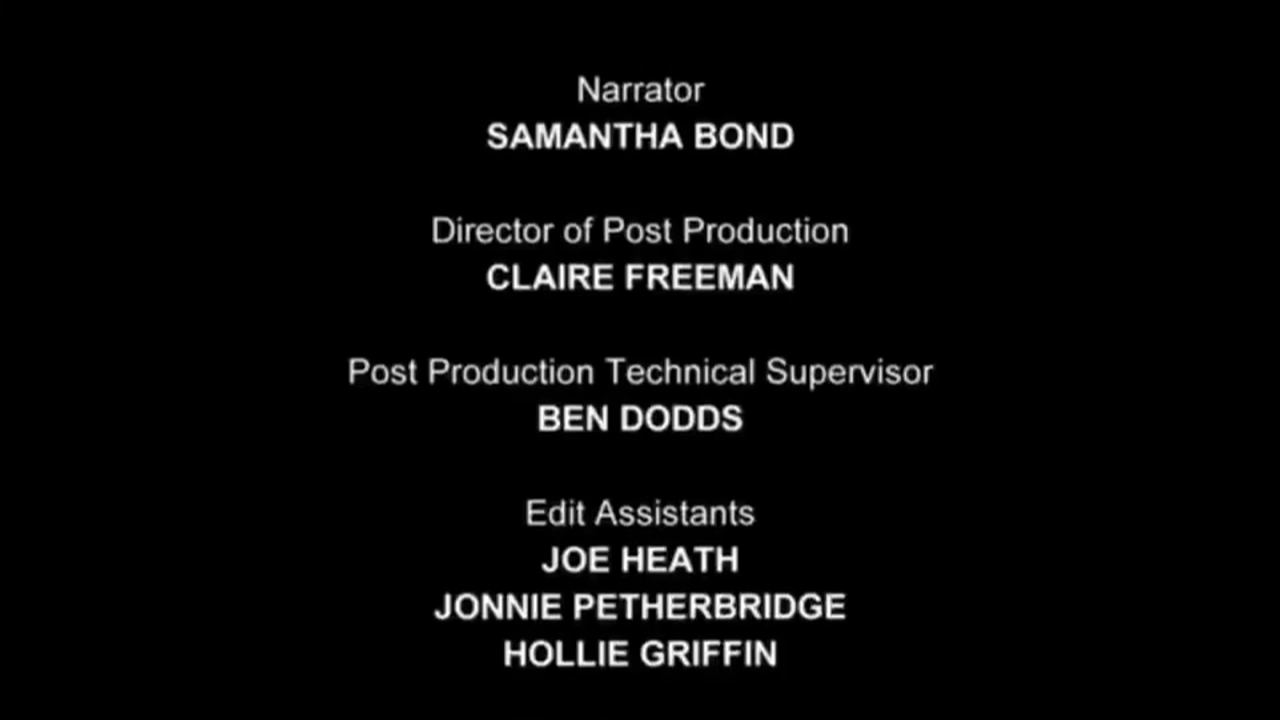 Narrator
SAMANTHA BOND
Director of Post Production
CLAIRE FREEMAN
Post Production Technical Supervisor
BEN DODDS
Edit Assistants
JOE HEATH
JONNIE PETHERBRIDGE
HOLLIE GRIFFIN